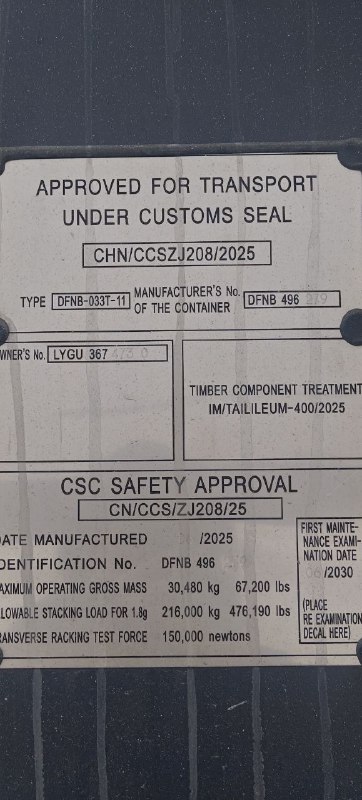 APPROVED FOR TRANSPORT
UNDER CUSTOMS SEAL
CHN/CCSZJ208/2025
TYPE DFNB-033T-11 MANUFACTURER'S No. OF THE CONTAINER DFNB 496 279
WNER'S No. LYGU 367
TIMBER COMPONENT TREATMENT
IM/TAILILEUM-400/2025
CSC SAFETY APPROVAL
CN/CCS/ZJ208/25
DATE MANUFACTURED /2025
DENTIFICATION No. DFNB 496
MAXIMUM OPERATING GROSS MASS 30,480 kg 67,200 lbs
LLOWABLE STACKING LOAD FOR 1.8g 216,000 kg 476,190 lbs
RANSVERSE RACKING TEST FORCE 150,000 newtons
FIRST MAINTE-
NANCE EXAMI-
NATION DATE
/2030
(PLACE
RE EXAMINATION
DECAL HERE)